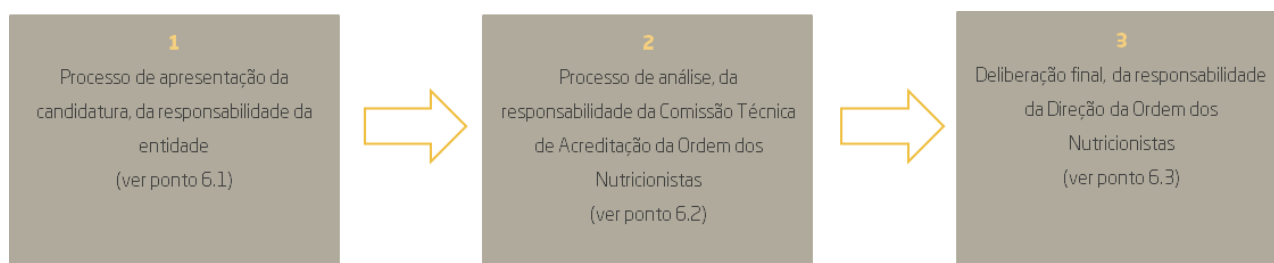 1
Processo de apresentação da
candidatura, da responsabilidade da
entidade
(ver ponto 6.1)
2
Processo de análise, da
responsabilidade da Comissão Técnica
de Acreditação da Ordem dos
Nutricionistas
(ver ponto 6.2)
3
Deliberação final, da responsabilidade
da Direção da Ordem dos
Nutricionistas
(ver ponto 6.3)